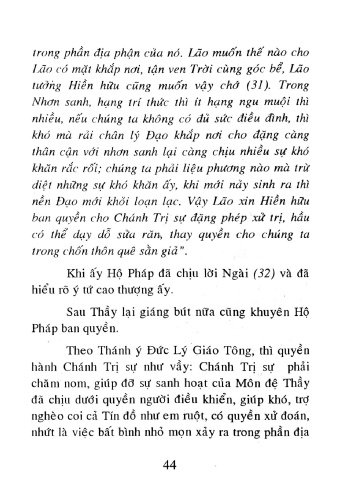 trong phần địa phận của nó. Lão muốn thế nào cho
Lão có mặt khắp nơi, tận ven Trời cùng góc bể, Lão
tưởng Hiền hữu cũng muốn vậy chớ (31). Trong
Nhơn sanh, hạng tri thức thì ít hạng ngu muội thì
nhiều, nếu chúng ta không có đủ sức điều đình, thì
khó mà rải chân lý Đạo khắp nơi cho đặng càng
thân cận với nhơn sanh lại càng chịu nhiều sự khó
khăn rắc rối; chúng ta phải liệu phương nào mà trừ
diệt những sự khó khăn ấy, khi mới nảy sinh ra thì
nền Đạo mới khỏi loạn lạc. Vậy Lão xin Hiền hữu
ban quyền cho Chánh Trị sự đặng phép xử trị, hầu
có thể dạy dỗ sửa răn, thay quyền cho chúng ta
trong chốn thôn quê sằn giả".
Khi ấy Hộ Pháp đã chịu lời Ngài (32) và đã
hiểu rõ ý tứ cao thượng ấy.
Sau Thầy lại giáng bút nữa cũng khuyên Hộ
Pháp ban quyền.
Theo Thánh ý Đức Lý Giáo Tông, thì quyền
hành Chánh Trị sự như vầy: Chánh Trị sự phải
chăm nom, giúp đỡ sự sanh hoạt của Môn đệ Thầy
đã chịu dưới quyền người điều khiển, giúp khó, trợ
nghèo coi cả Tín đồ như em ruột, có quyền xử đoán,
nhứt là việc bất bình nhỏ mọn xảy ra trong phần địa
44